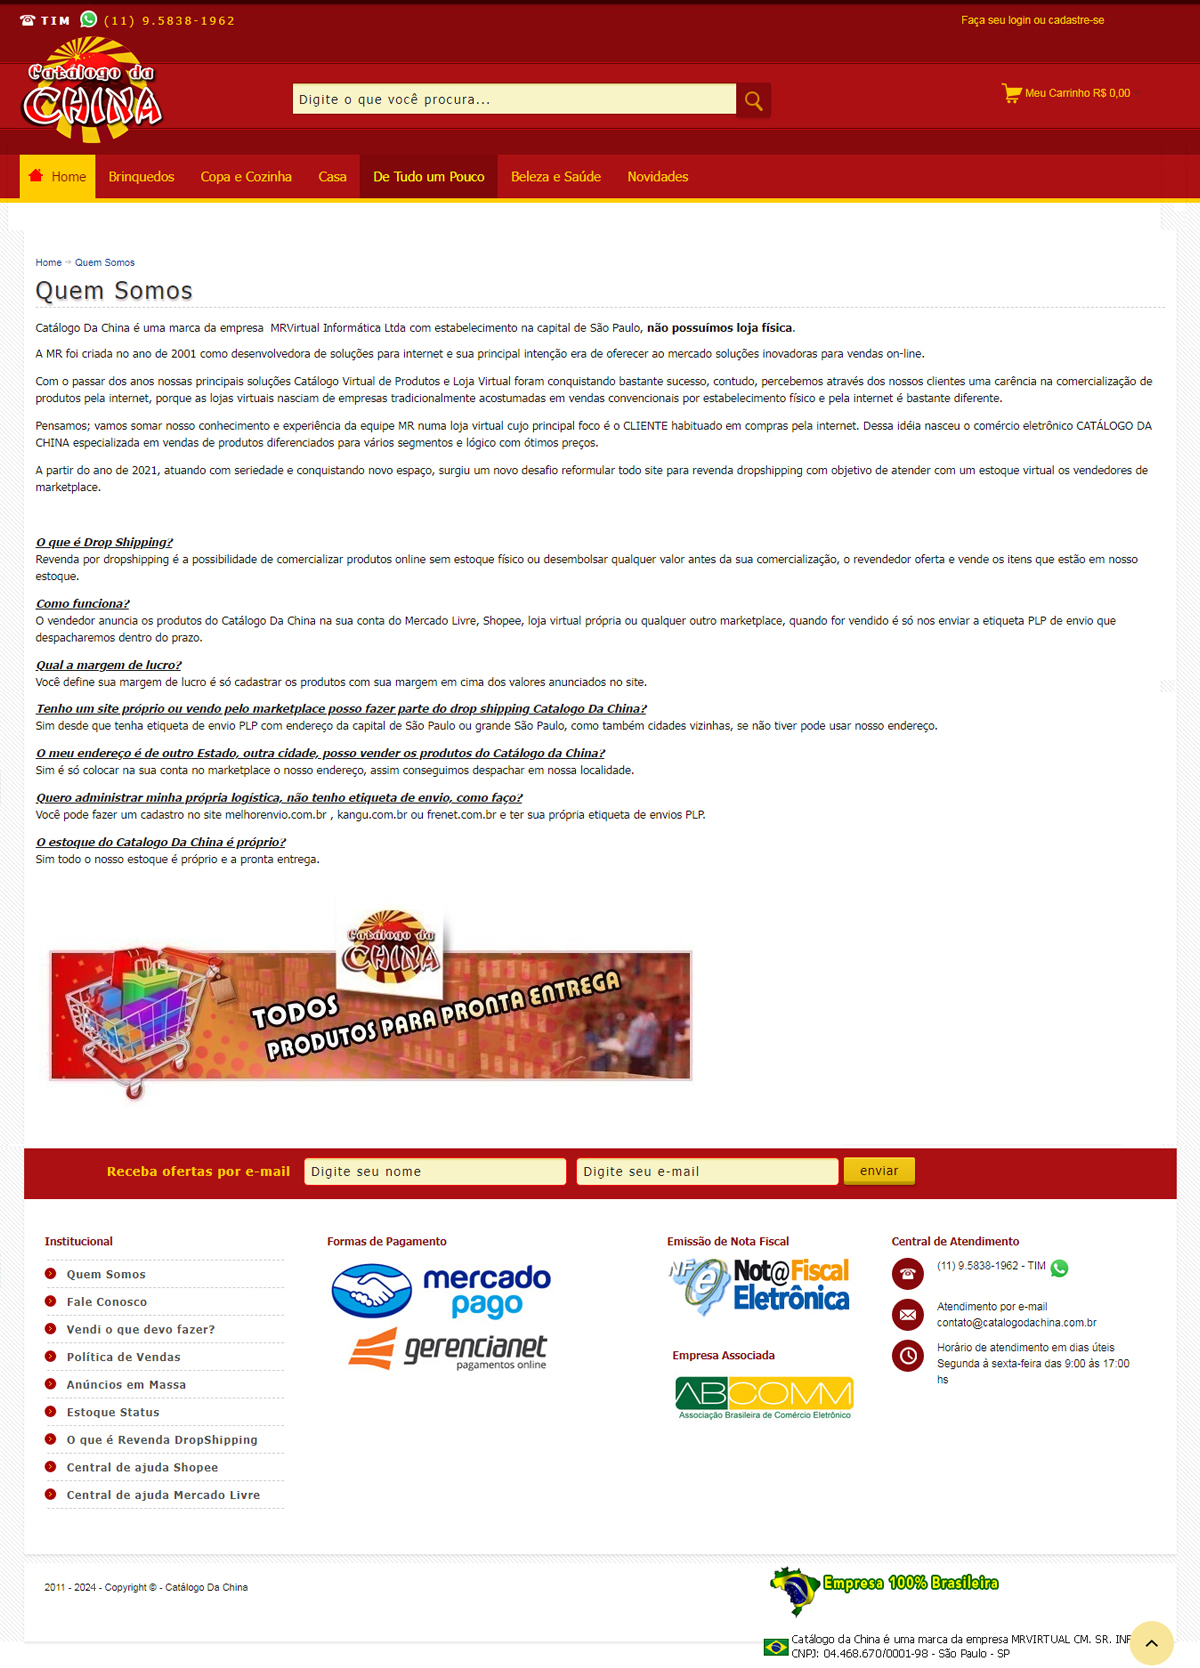 TIM (11) 9.5838-1962
Faça seu login ou cadastre-se
Catálogo da
CHINA
Digite o que você procura...
Meu Carrinho R$ 0,00
Home Brinquedos Copa e Cozinha Casa De Tudo um Pouco Beleza e Saúde Novidades
Home Quem Somos
Quem Somos
Catálogo Da China é uma marca da empresa MRVirtual Informática Ltda com estabelecimento na capital de São Paulo, não possuímos loja física.
A MR foi criada no ano de 2001 como desenvolvedora de soluções para internet e sua principal intenção era de oferecer ao mercado soluções inovadoras para vendas on-line.
Com o passar dos anos nossas principais soluções Catálogo Virtual de Produtos e Loja Virtual foram conquistando bastante sucesso, contudo, percebemos através dos nossos clientes uma carência na comercialização de
produtos pela internet, porque as lojas virtuais nasciam de empresas tradicionalmente acostumadas em vendas convencionais por estabelecimento físico e pela internet é bastante diferente.
Pensamos; vamos somar nosso conhecimento e experiência da equipe MR numa loja virtual cujo principal foco é o CLIENTE habituado em compras pela internet. Dessa idéia nasceu o comércio eletrônico CATÁLOGO DA
CHINA especializada em vendas de produtos diferenciados para vários segmentos e lógico com ótimos preços.
A partir do ano de 2021, atuando com seriedade e conquistando novo espaço, surgiu um novo desafio reformular todo site para revenda dropshipping com objetivo de atender com um estoque virtual os vendedores de
marketplace.
O que é Drop Shipping?
Revenda por dropshipping é a possibilidade de comercializar produtos online sem estoque físico ou desembolsar qualquer valor antes da sua comercialização, o revendedor oferta e vende os itens que estão em nosso
estoque.
Como funciona?
O vendedor anuncia os produtos do Catálogo Da China na sua conta do Mercado Livre, Shopee, loja virtual própria ou qualquer outro marketplace, quando for vendido é só nos enviar a etiqueta PLP de envio que
despacharemos dentro do prazo.
Qual a margem de lucro?
Você define sua margem de lucro é só cadastrar os produtos com sua margem em cima dos valores anunciados no site.
Tenho um site próprio ou vendo pelo marketplace posso fazer parte do drop shipping Catalogo Da China?
Sim desde que tenha etiqueta de envio PLP com endereço da capital de São Paulo ou grande São Paulo, como também cidades vizinhas, se não tiver pode usar nosso endereço.
O meu endereço é de outro Estado, outra cidade, posso vender os produtos do Catálogo da China?
Sim é só colocar na sua conta no marketplace o nosso endereço, assim conseguimos despachar em nossa localidade.
Quero administrar minha própria logística, não tenho etiqueta de envio, como faço?
Você pode fazer um cadastro no site melhorenvio.com.br , kangu.com.br ou frenet.com.br e ter sua própria etiqueta de envios PLP.
O estoque do Catalogo Da China é próprio?
Sim todo o nosso estoque é próprio e a pronta entrega.
Catálogo da
CHINA
TODOS
PRODUTOS PARA PRONTA ENTREGA
Receba ofertas por e-mail Digite seu nome Digite seu e-mail enviar
Institucional
Quem Somos
Fale Conosco
Vendi o que devo fazer?
Política de Vendas
Anúncios em Massa
Estoque Status
O que é Revenda DropShipping
Central de ajuda Shopee
Central de ajuda Mercado Livre
Formas de Pagamento
mercado
pago
gerencianet
pagamentos online
Emissão de Nota Fiscal
NF e Not@ Fiscal
Eletrônica
Empresa Associada
ABCOMM
Associação Brasileira de Comércio Eletrônico
Central de Atendimento
(11) 9.5838-1962 - TIM
Atendimento por e-mail
contato@catalogodachina.com.br
Horário de atendimento em dias úteis
Segunda à sexta-feira das 9:00 ás 17:00
hs
2011 - 2024 - Copyright © - Catálogo Da China
Empresa 100% Brasileira
Catálogo da China é uma marca da empresa MRVIRTUAL CM. SR. INF
CNPJ: 04.468.670/0001-98 - São Paulo - SP